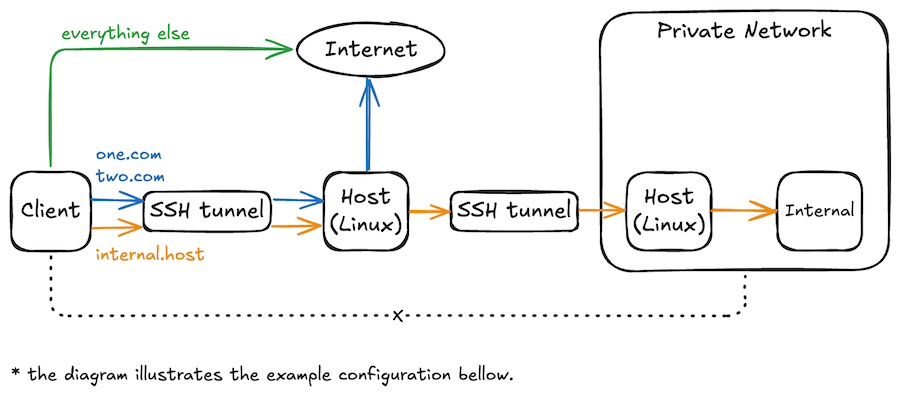 everything else
Internet
Private Network
one.com
two.com
Client
SSH tunnel
Host
(Linux)
SSH tunnel
Host
(Linux)
Internal
internal.host
x
* the diagram illustrates the example configuration bellow.